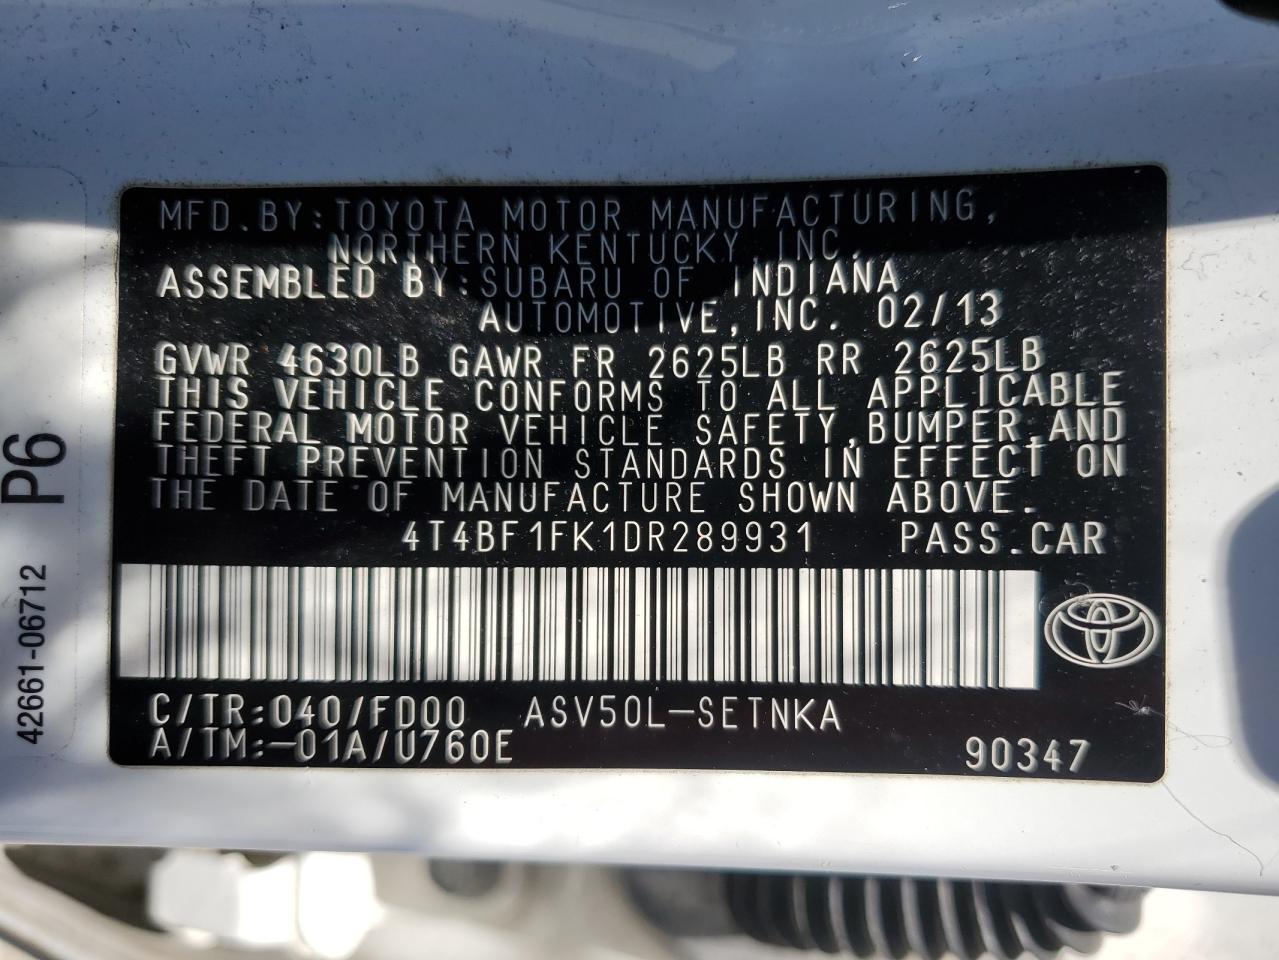 MFD.BY:TOYOTA MOTOR MANUFACTURING,
NORTHERN KENTUCKY,INC.
ASSEMBLED BY:SUBARU OF INDIANA
AUTOMOTIVE,INC. 02/13
GVWR 4630LB GAWR FR 2625LB RR 2625LB
THIS VEHICLE CONFORMS TO ALL APPLICABLE
FEDERAL MOTOR VEHICLE SAFETY,BUMPER,AND
THEFT PREVENTION STANDARDS IN EFFECT ON
THE DATE OF MANUFACTURE SHOWN ABOVE.
4T4BF1FK1DR289931 PASS.CAR
C/TR:040/FD00 ASV50L-SETNKA
A/TM:-01A/U760E 90347
42661-06712 P6